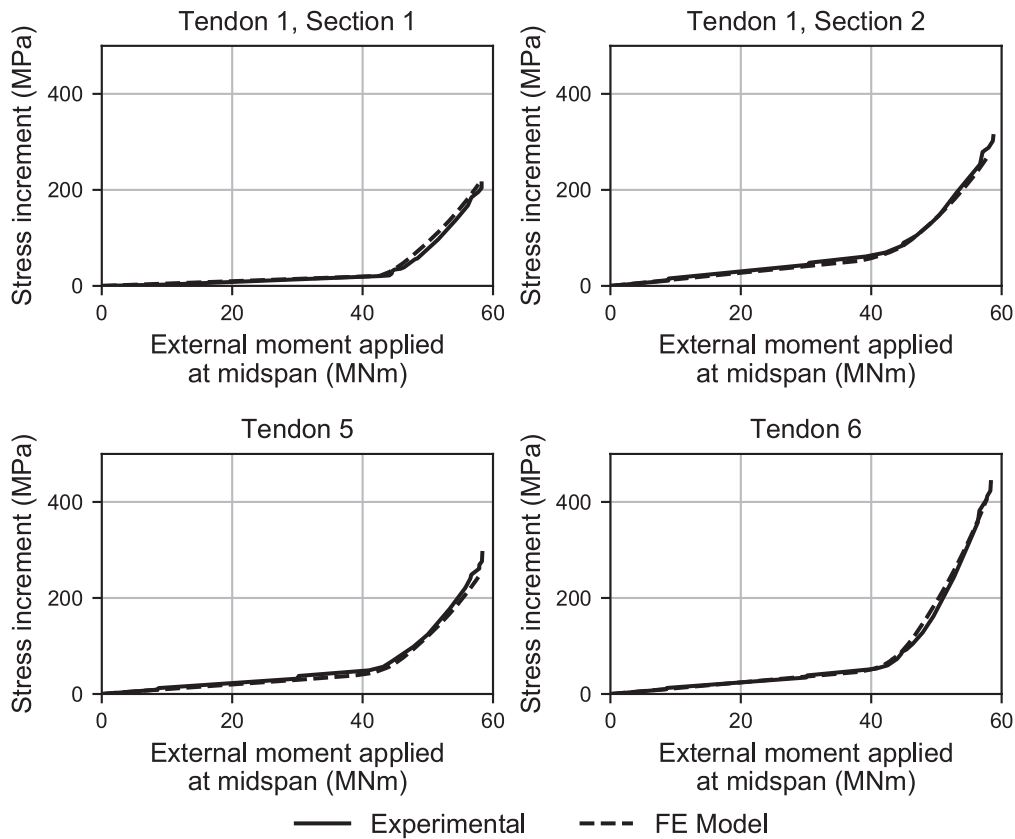 Tendon 1, Section 1
Stress increment (MPa)
400
200
0
0 20 40 60
External moment applied
at midspan (MNm)
Tendon 1, Section 2
Stress increment (MPa)
400
200
0
0 20 40 60
External moment applied
at midspan (MNm)
Tendon 5
Stress increment (MPa)
400
200
0
0 20 40 60
External moment applied
at midspan (MNm)
Tendon 6
Stress increment (MPa)
400
200
0
0 20 40 60
External moment applied
at midspan (MNm)
Experimental FE Model